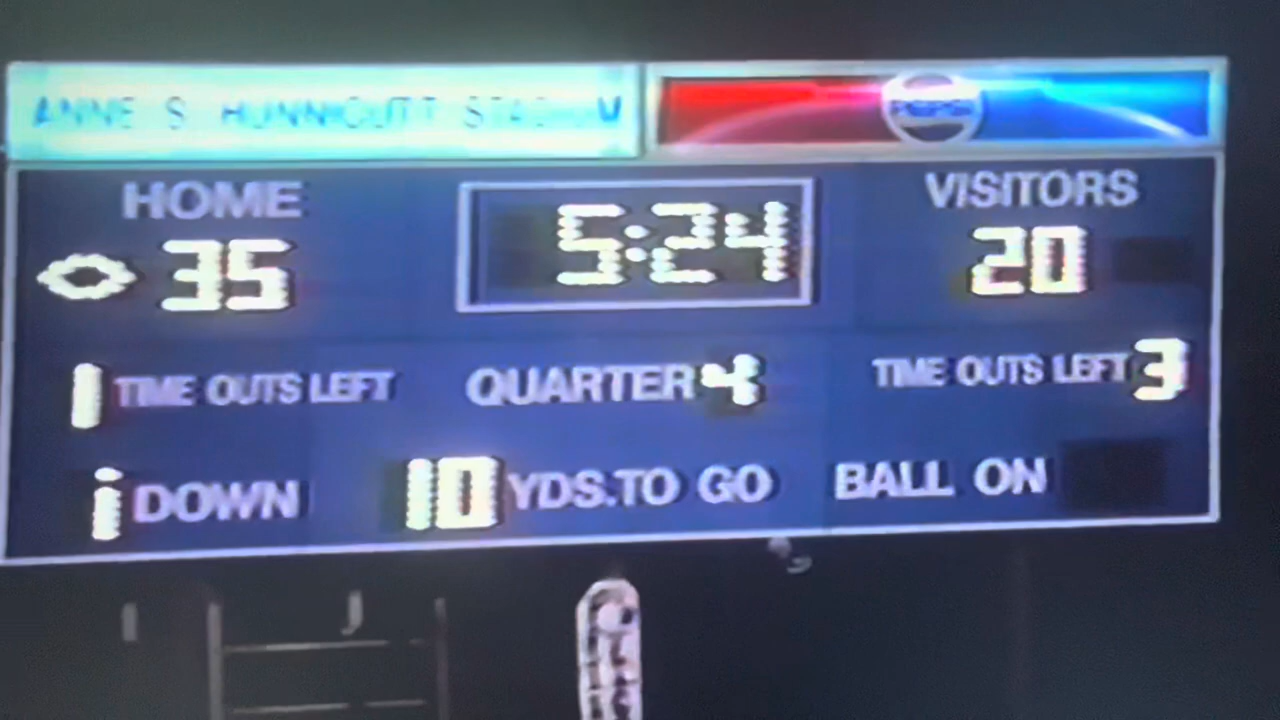 ANNE S. HUNNICUTT STADIUM
PEPSI
HOME
5:24
VISITORS
35
20
1 TIME OUTS LEFT
QUARTER 4
TIME OUTS LEFT 3
1 DOWN
10 YDS.TO GO
BALL ON